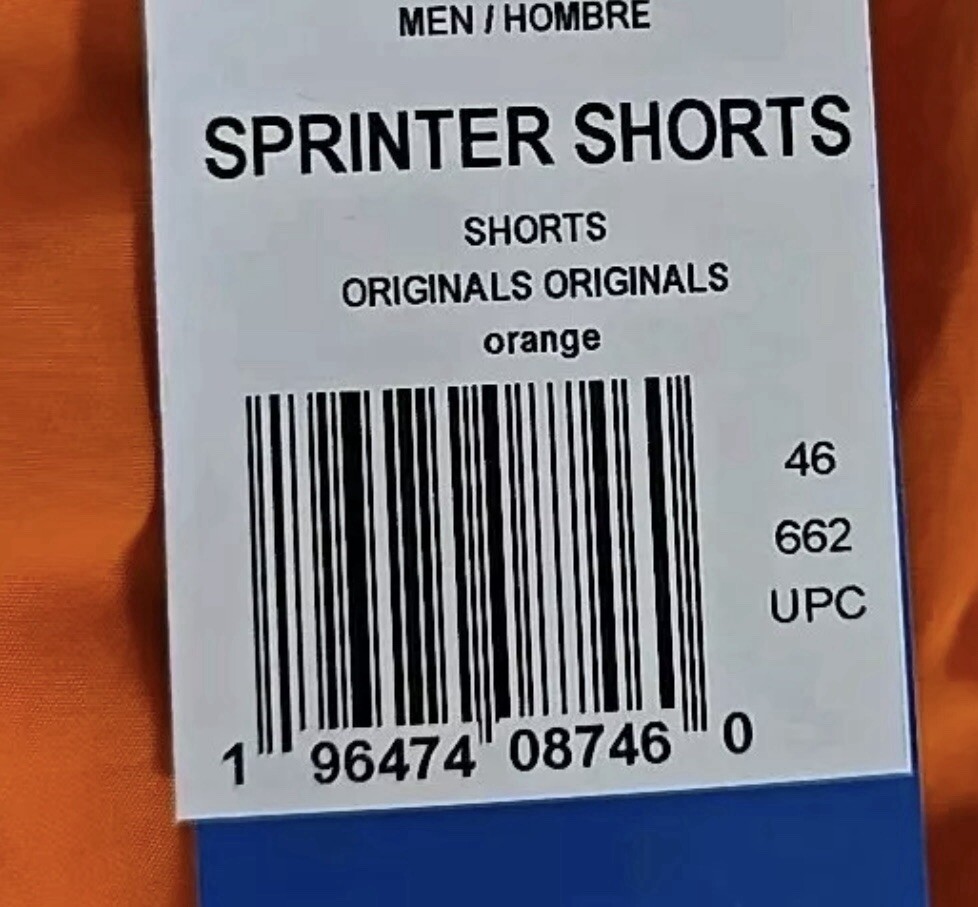 MEN / HOMBRE
SPRINTER SHORTS
SHORTS
ORIGINALS ORIGINALS
orange
46
662
UPC
1 96474 08746 0